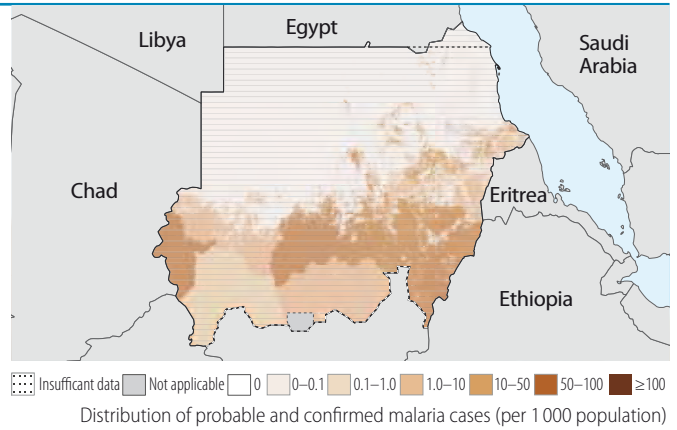 Libya
Egypt
Saudi
Arabia
Chad
Eritrea
Ethiopia
Insufficant data Not applicable 0 0–0.1 0.1–1.0 1.0–10 10–50 50–100 ≥100
Distribution of probable and confirmed malaria cases (per 1 000 population)